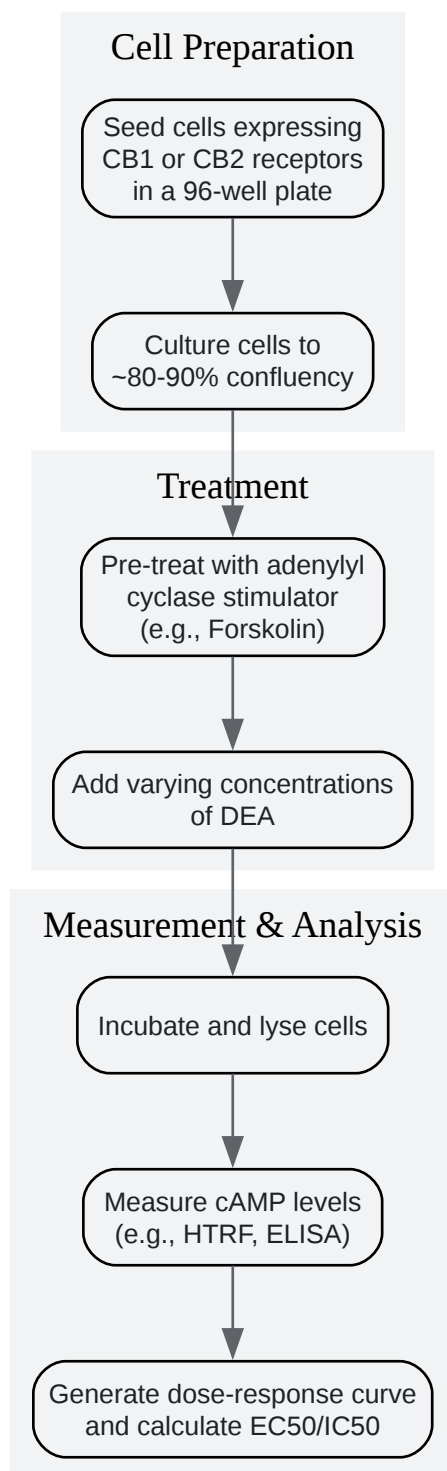 Cell Preparation
Seed cells expressing
CB1 or CB2 receptors
in a 96-well plate
Culture cells to
~80-90% confluency
Treatment
Pre-treat with adenylyl
cyclase stimulator
(e.g., Forskolin)
Add varying concentrations
of DEA
Measurement & Analysis
Incubate and lyse cells
Measure cAMP levels
(e.g., HTRF, ELISA)
Generate dose-response curve
and calculate EC50/IC50